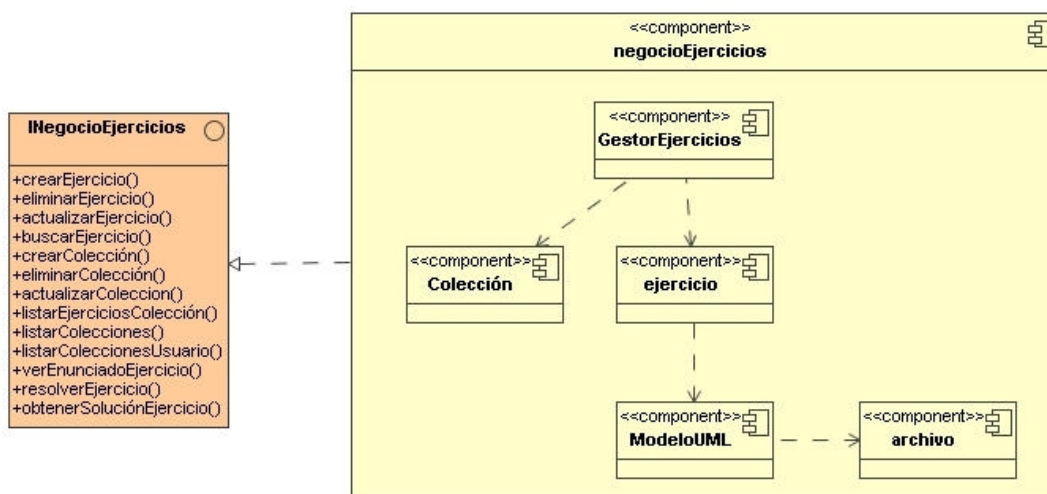 <<component>>
negocioEjercicios
INegocioEjercicios
+crearEjercicio()
+eliminarEjercicio()
+actualizarEjercicio()
+buscarEjercicio()
+crearColección()
+eliminarColección()
+actualizarColeccion()
+listarEjerciciosColección()
+listarColecciones()
+listarColeccionesUsuario()
+verEnunciadoEjercicio()
+resolverEjercicio()
+obtenerSoluciónEjercicio()
<<component>>
GestorEjercicios
<<component>>
Colección
<<component>>
ejercicio
<<component>>
ModeloUML
<<component>>
archivo